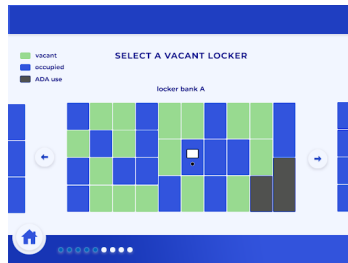 vacant
SELECT A VACANT LOCKER
occupied
ADA use
locker bank A